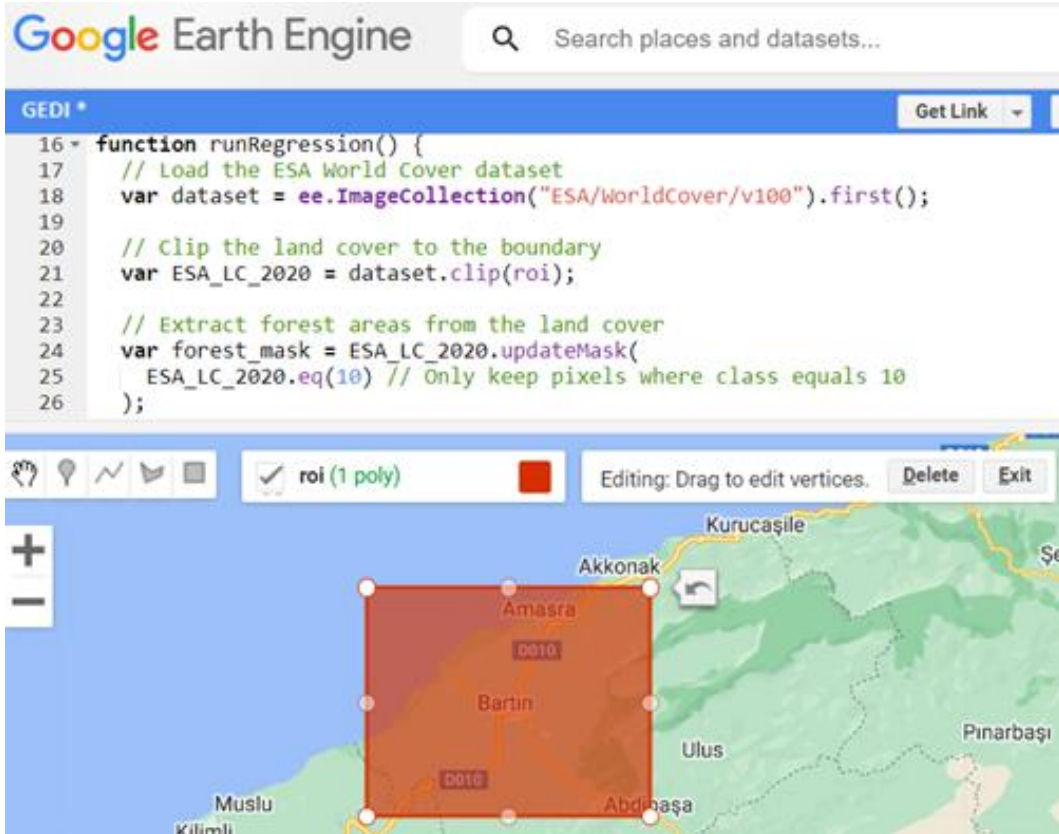 Google Earth Engine
Search places and datasets...
GEDI *
Get Link
16 function runRegression() {
17 // Load the ESA World Cover dataset
18 var dataset = ee.ImageCollection("ESA/WorldCover/v100").first();
19
20 // Clip the land cover to the boundary
21 var ESA_LC_2020 = dataset.clip(roi);
22
23 // Extract forest areas from the land cover
24 var forest_mask = ESA_LC_2020.updateMask(
25 ESA_LC_2020.eq(10) // Only keep pixels where class equals 10
26 );
roi (1 poly)
Editing: Drag to edit vertices.
Delete
Exit
Kurucaşile
Akkonak
Amasra
D010
Bartın
Ulus
Pınarbaşı
D010
Muslu
Abdipaşa
Kilimli